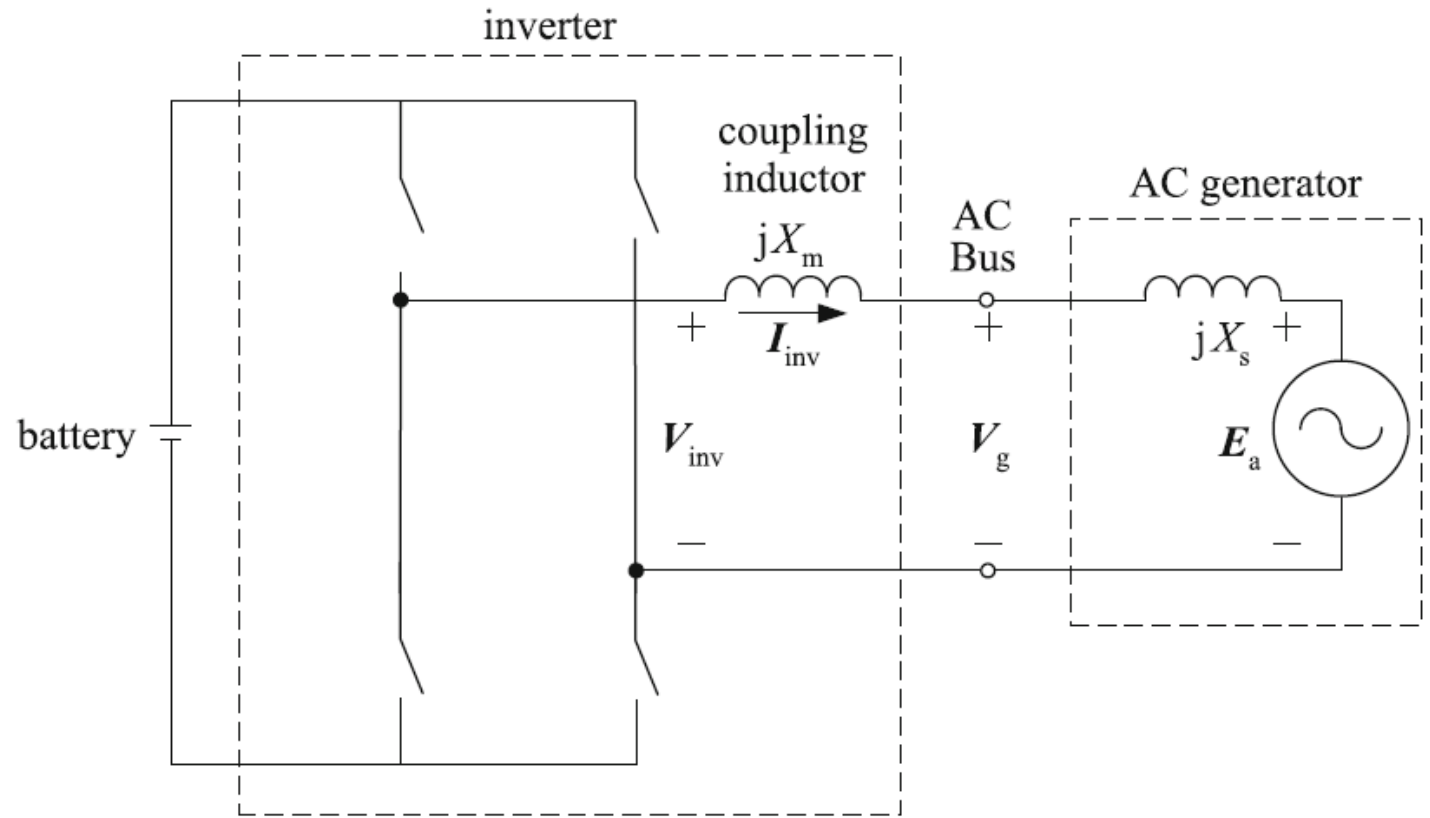 inverter
coupling
inductor
jXm
Iinv
AC
Bus
AC generator
jXs
battery
Vinv
Vg
Ea
+
+
+
−
−
−